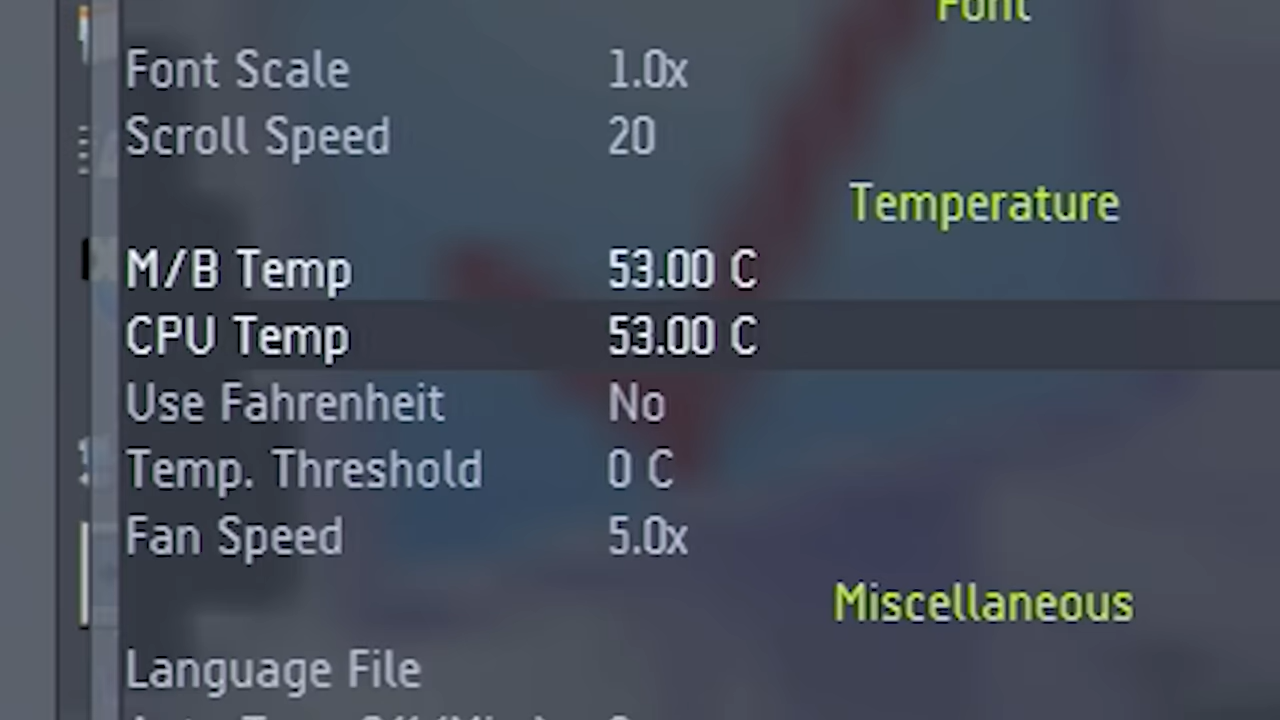 Font
Font Scale 1.0x
Scroll Speed 20
Temperature
M/B Temp 53.00 C
CPU Temp 53.00 C
Use Fahrenheit No
Temp. Threshold 0 C
Fan Speed 5.0x
Miscellaneous
Language File